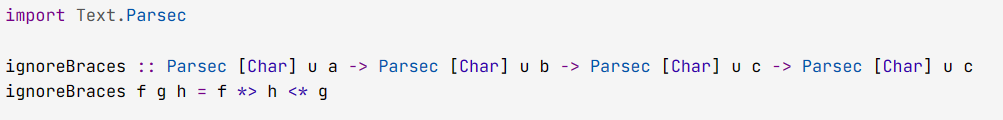 import Text.Parsec
ignoreBraces :: Parsec [Char] u a -> Parsec [Char] u b -> Parsec [Char] u c -> Parsec [Char] u c
ignoreBraces f g h = f *> h <* g